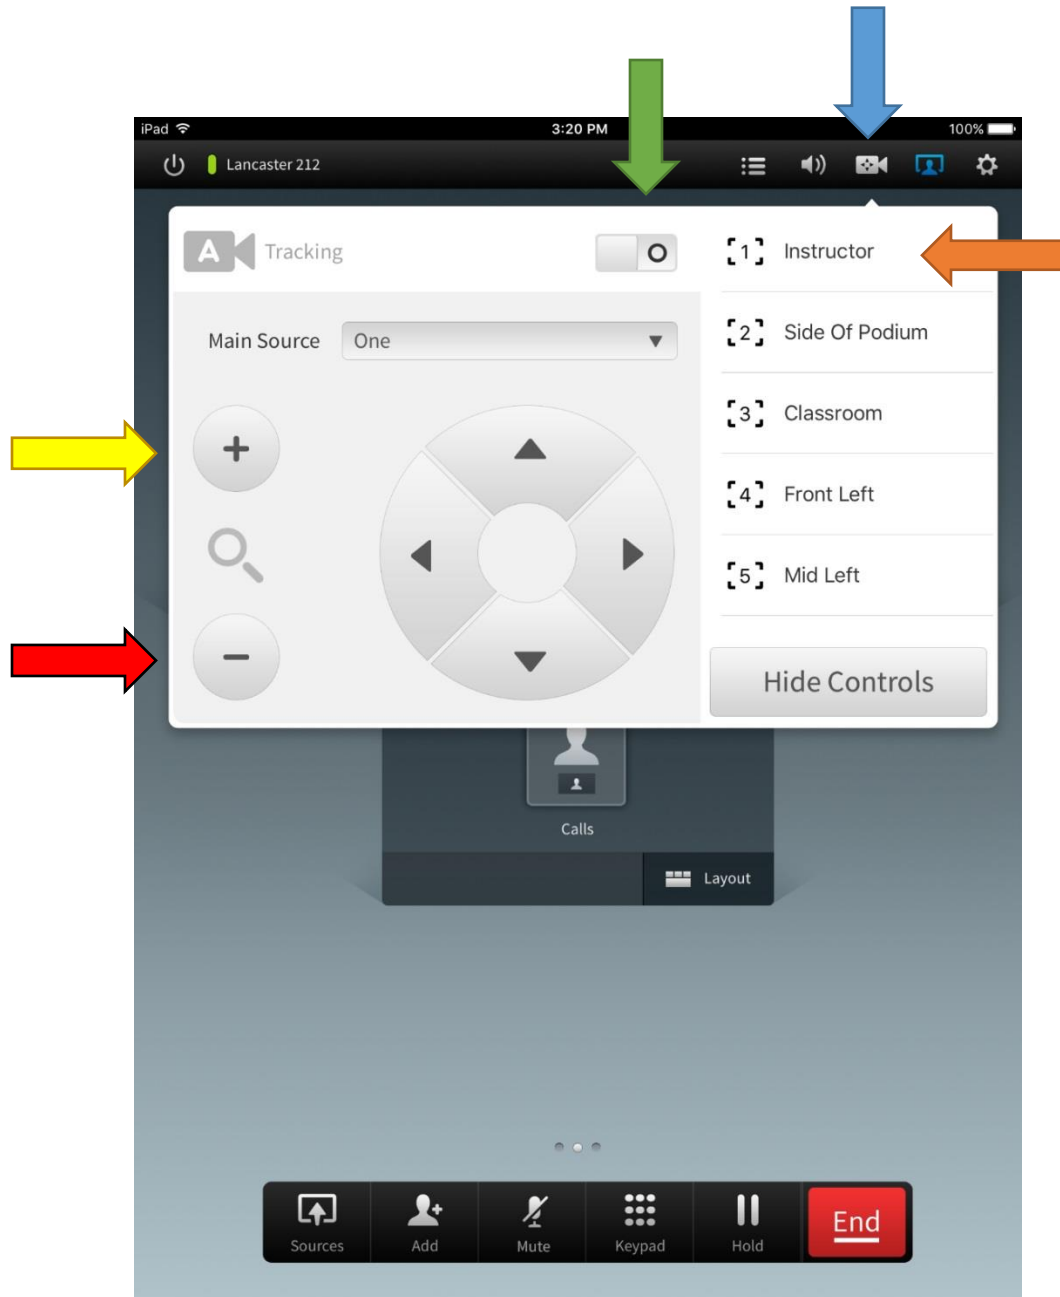 iPad 3:20 PM 100%
Lancaster 212
A Tracking O [1] Instructor
Main Source One [2] Side Of Podium
+ [3] Classroom
[4] Front Left
[5] Mid Left
− Hide Controls
Calls
Layout
Sources Add Mute Keypad Hold End